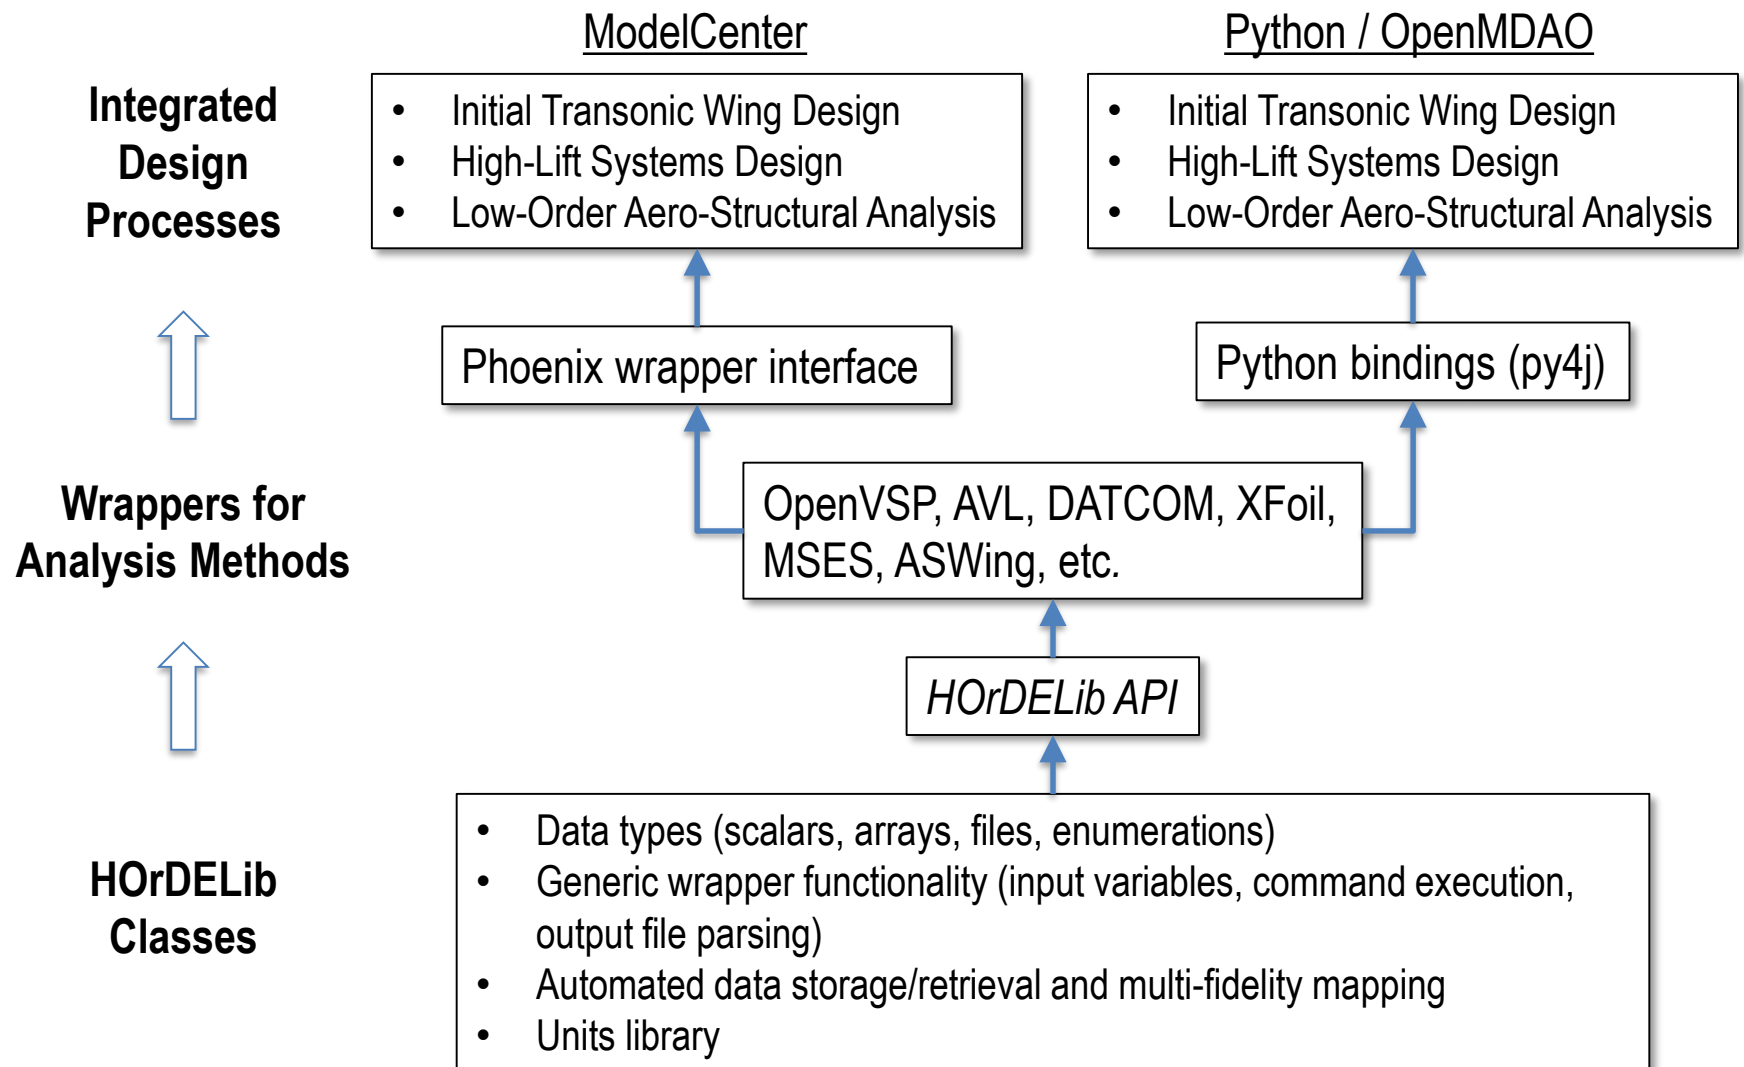 ModelCenter
Python / OpenMDAO
Integrated
Design
Processes
• Initial Transonic Wing Design
• High-Lift Systems Design
• Low-Order Aero-Structural Analysis
• Initial Transonic Wing Design
• High-Lift Systems Design
• Low-Order Aero-Structural Analysis
Phoenix wrapper interface
Python bindings (py4j)
Wrappers for
Analysis Methods
OpenVSP, AVL, DATCOM, XFoil,
MSES, ASWing, etc.
HOrDELib API
HOrDELib
Classes
• Data types (scalars, arrays, files, enumerations)
• Generic wrapper functionality (input variables, command execution,
output file parsing)
• Automated data storage/retrieval and multi-fidelity mapping
• Units library